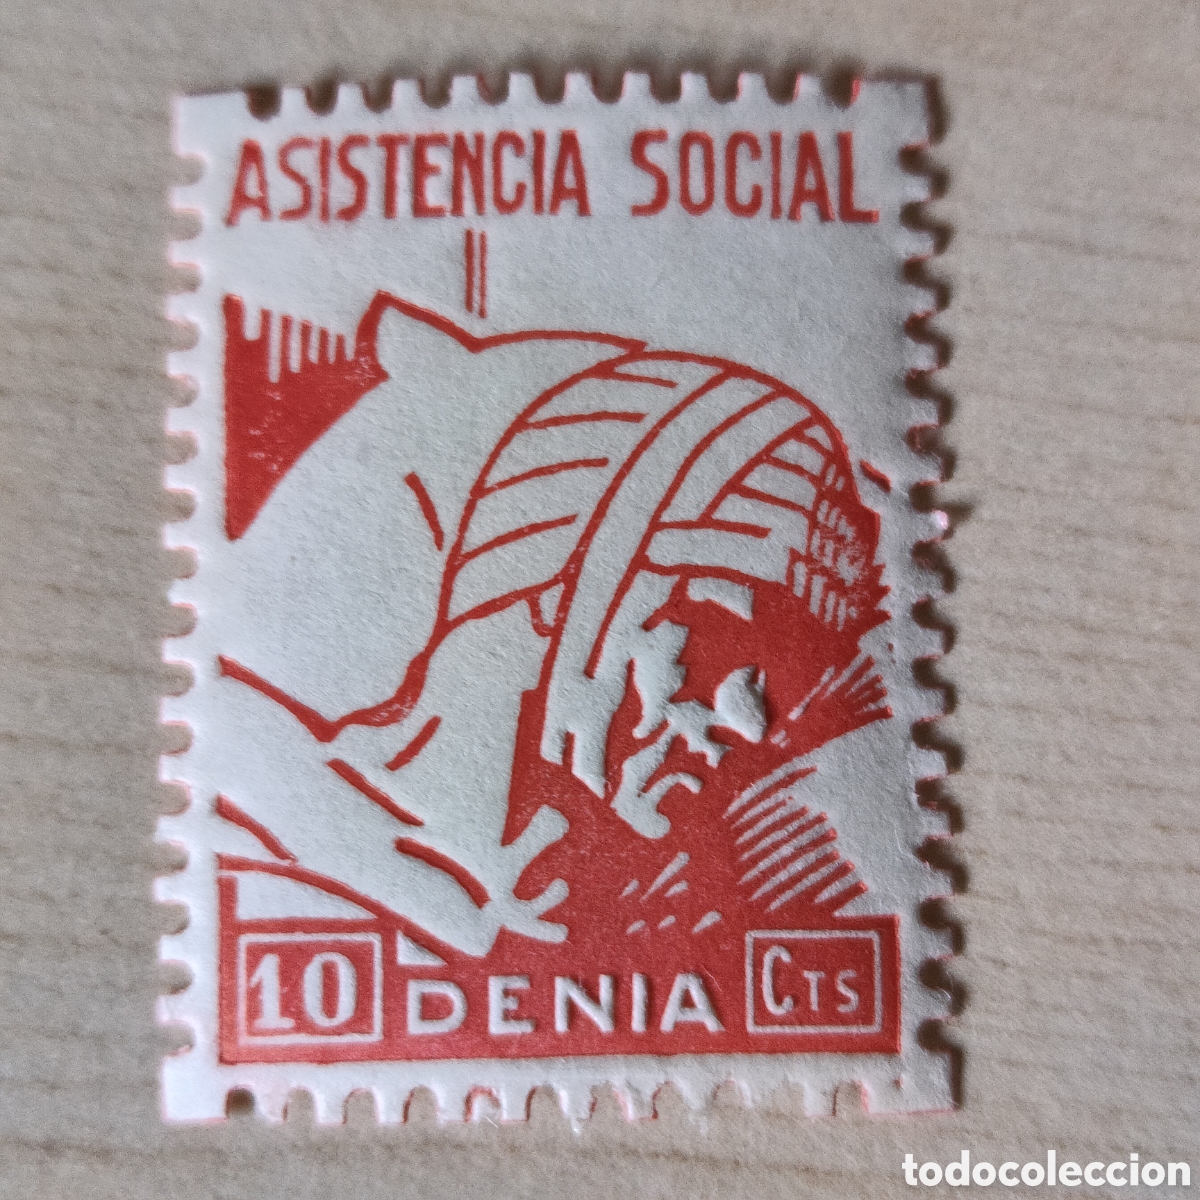 ASISTENCIA SOCIAL
10 DENIA CTS
todocoleccion